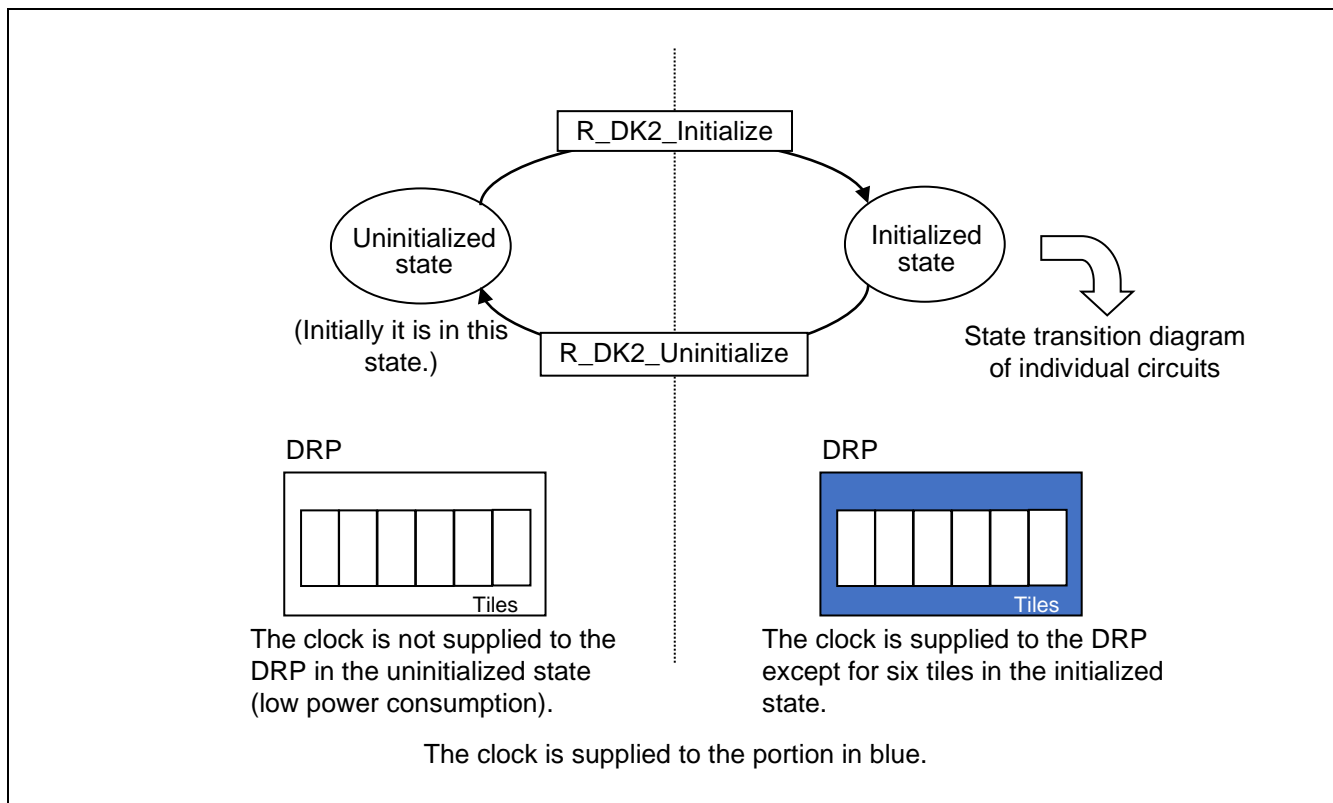 R_DK2_Initialize
Uninitialized
state
Initialized
state
(Initially it is in this
state.)
R_DK2_Uninitialize
State transition diagram
of individual circuits
DRP
Tiles
The clock is not supplied to the
DRP in the uninitialized state
(low power consumption).
DRP
Tiles
The clock is supplied to the DRP
except for six tiles in the initialized
state.
The clock is supplied to the portion in blue.